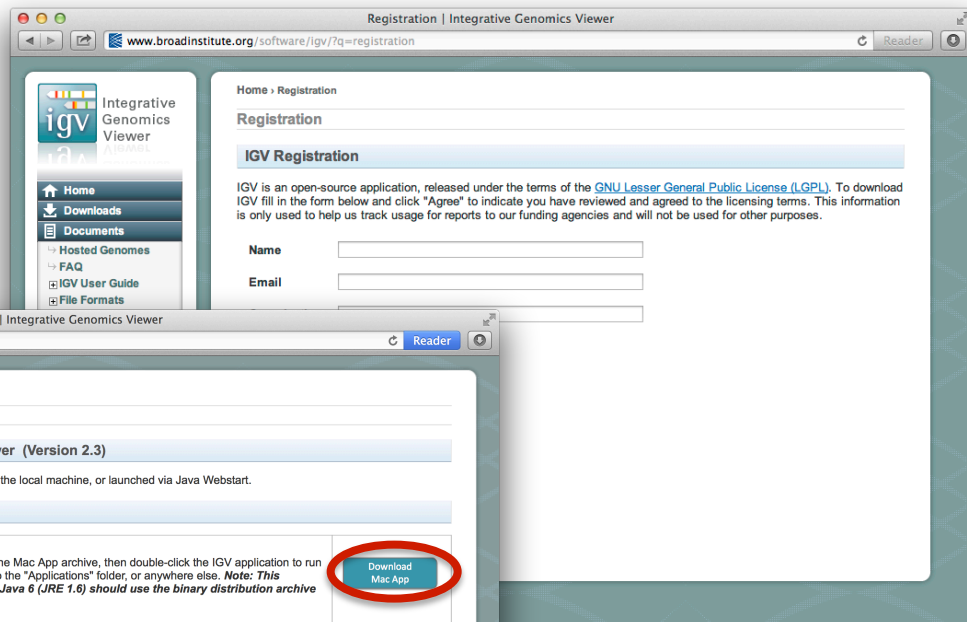 Registration | Integrative Genomics Viewer
www.broadinstitute.org/software/igv/?q=registration
Reader
igv
Integrative
Genomics
Viewer
Home
Downloads
Documents
Hosted Genomes
FAQ
IGV User Guide
File Formats
Home › Registration
Registration
IGV Registration
IGV is an open-source application, released under the terms of the GNU Lesser General Public License (LGPL). To download
IGV fill in the form below and click "Agree" to indicate you have reviewed and agreed to the licensing terms. This information
is only used to help us track usage for reports to our funding agencies and will not be used for other purposes.
Name
Email
| Integrative Genomics Viewer
Reader
er (Version 2.3)
the local machine, or launched via Java Webstart.
he Mac App archive, then double-click the IGV application to run
the "Applications" folder, or anywhere else. Note: This
Java 6 (JRE 1.6) should use the binary distribution archive
Download
Mac App